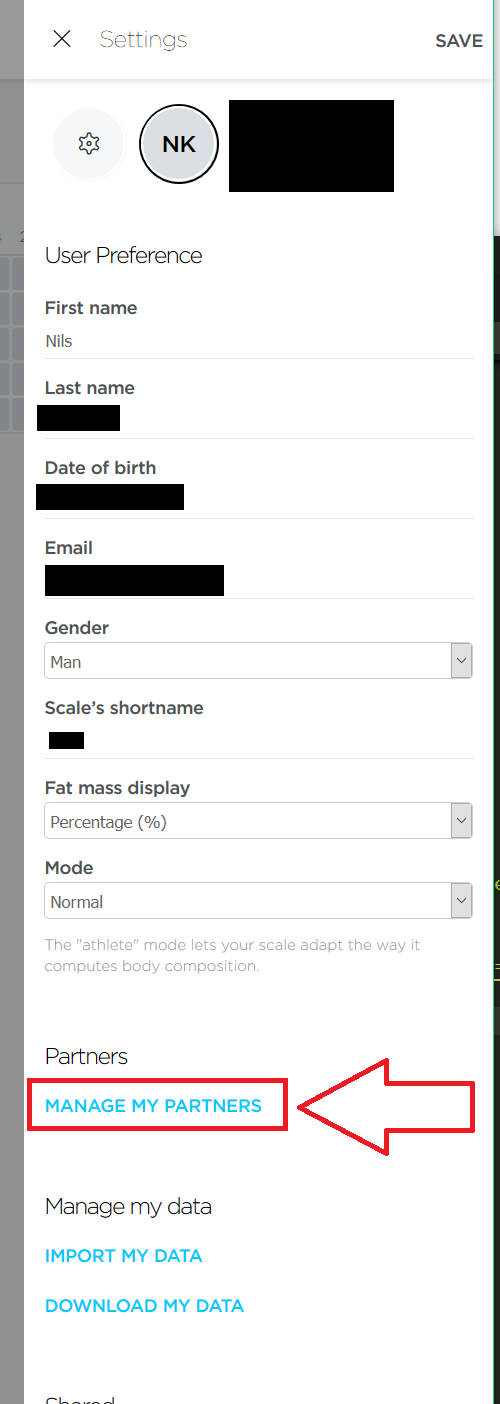 Settings
SAVE
NK
User Preference
First name
Nils
Last name
Date of birth
Email
Gender
Man
Scale’s shortname
Fat mass display
Percentage (%)
Mode
Normal
The "athlete" mode lets your scale adapt the way it
computes body composition.
Partners
MANAGE MY PARTNERS
Manage my data
IMPORT MY DATA
DOWNLOAD MY DATA
Shared